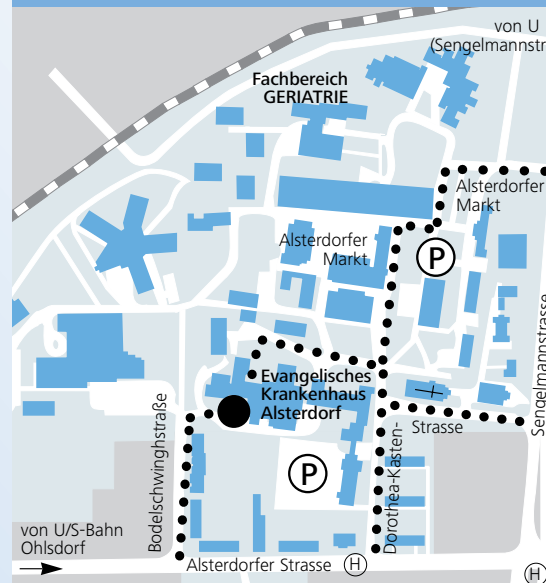 von U
(Sengelmannstr
Fachbereich
GERIATRIE
Alsterdorfer
Markt
Alsterdorfer
Markt
P
Sengelmannstrasse
Evangelisches
Krankenhaus
Alsterdorf
Strasse
Dorothea-Kasten-
Bodelschwinghstraße
P
von U/S-Bahn
Ohlsdorf
Alsterdorfer Strasse H
H